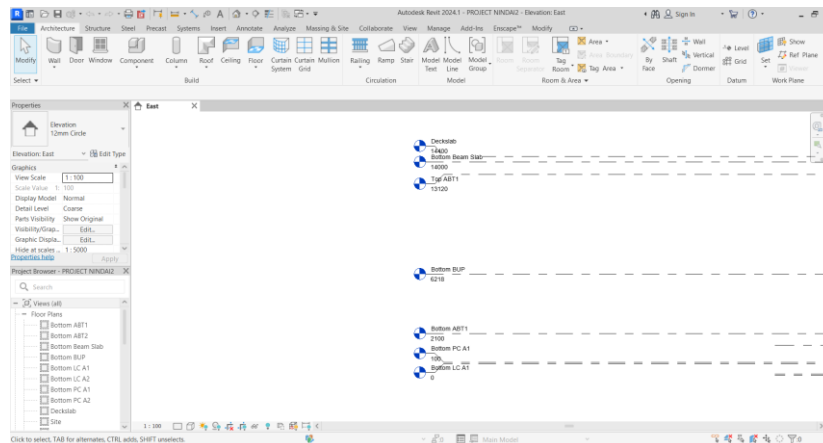 Autodesk Revit 2024.1 - PROJECT NINDAI2 - Elevation: East
Sign In
File Architecture Structure Steel Precast Systems Insert Annotate Analyze Massing & Site Collaborate View Manage Add-Ins Enscape™ Modify
Modify Wall Door Window Component Column Roof Ceiling Floor Curtain System Curtain Grid Mullion Railing Ramp Stair Model Text Model Line Model Group Room Room Separator Tag Room Area Area Boundary Tag Area By Face Shaft Wall Vertical Dormer Level Grid Set Show Ref Plane Viewer
Select Build Circulation Model Room & Area Opening Datum Work Plane
Properties
East
Elevation
12mm Circle
Elevation: East
Edit Type
Graphics
View Scale 1 : 100
Scale Value 1: 100
Display Model Normal
Detail Level Coarse
Parts Visibility Show Original
Visibility/Grap... Edit...
Graphic Displa... Edit...
Hide at scales ... 1 : 5000
Properties help Apply
Project Browser - PROJECT NINDAI2
Search
Views (all)
Floor Plans
Bottom ABT1
Bottom ABT2
Bottom Beam Slab
Bottom BUP
Bottom LC A1
Bottom LC A2
Bottom PC A1
Bottom PC A2
Deckslab
Site
Deckslab
14400
Bottom Beam Slab
14000
Top ABT1
13120
Bottom BUP
6218
Bottom ABT1
2100
Bottom PC A1
100
Bottom LC A1
0
1 : 100
Click to select, TAB for alternates, CTRL adds, SHIFT unselects.
:0
Main Model
:0